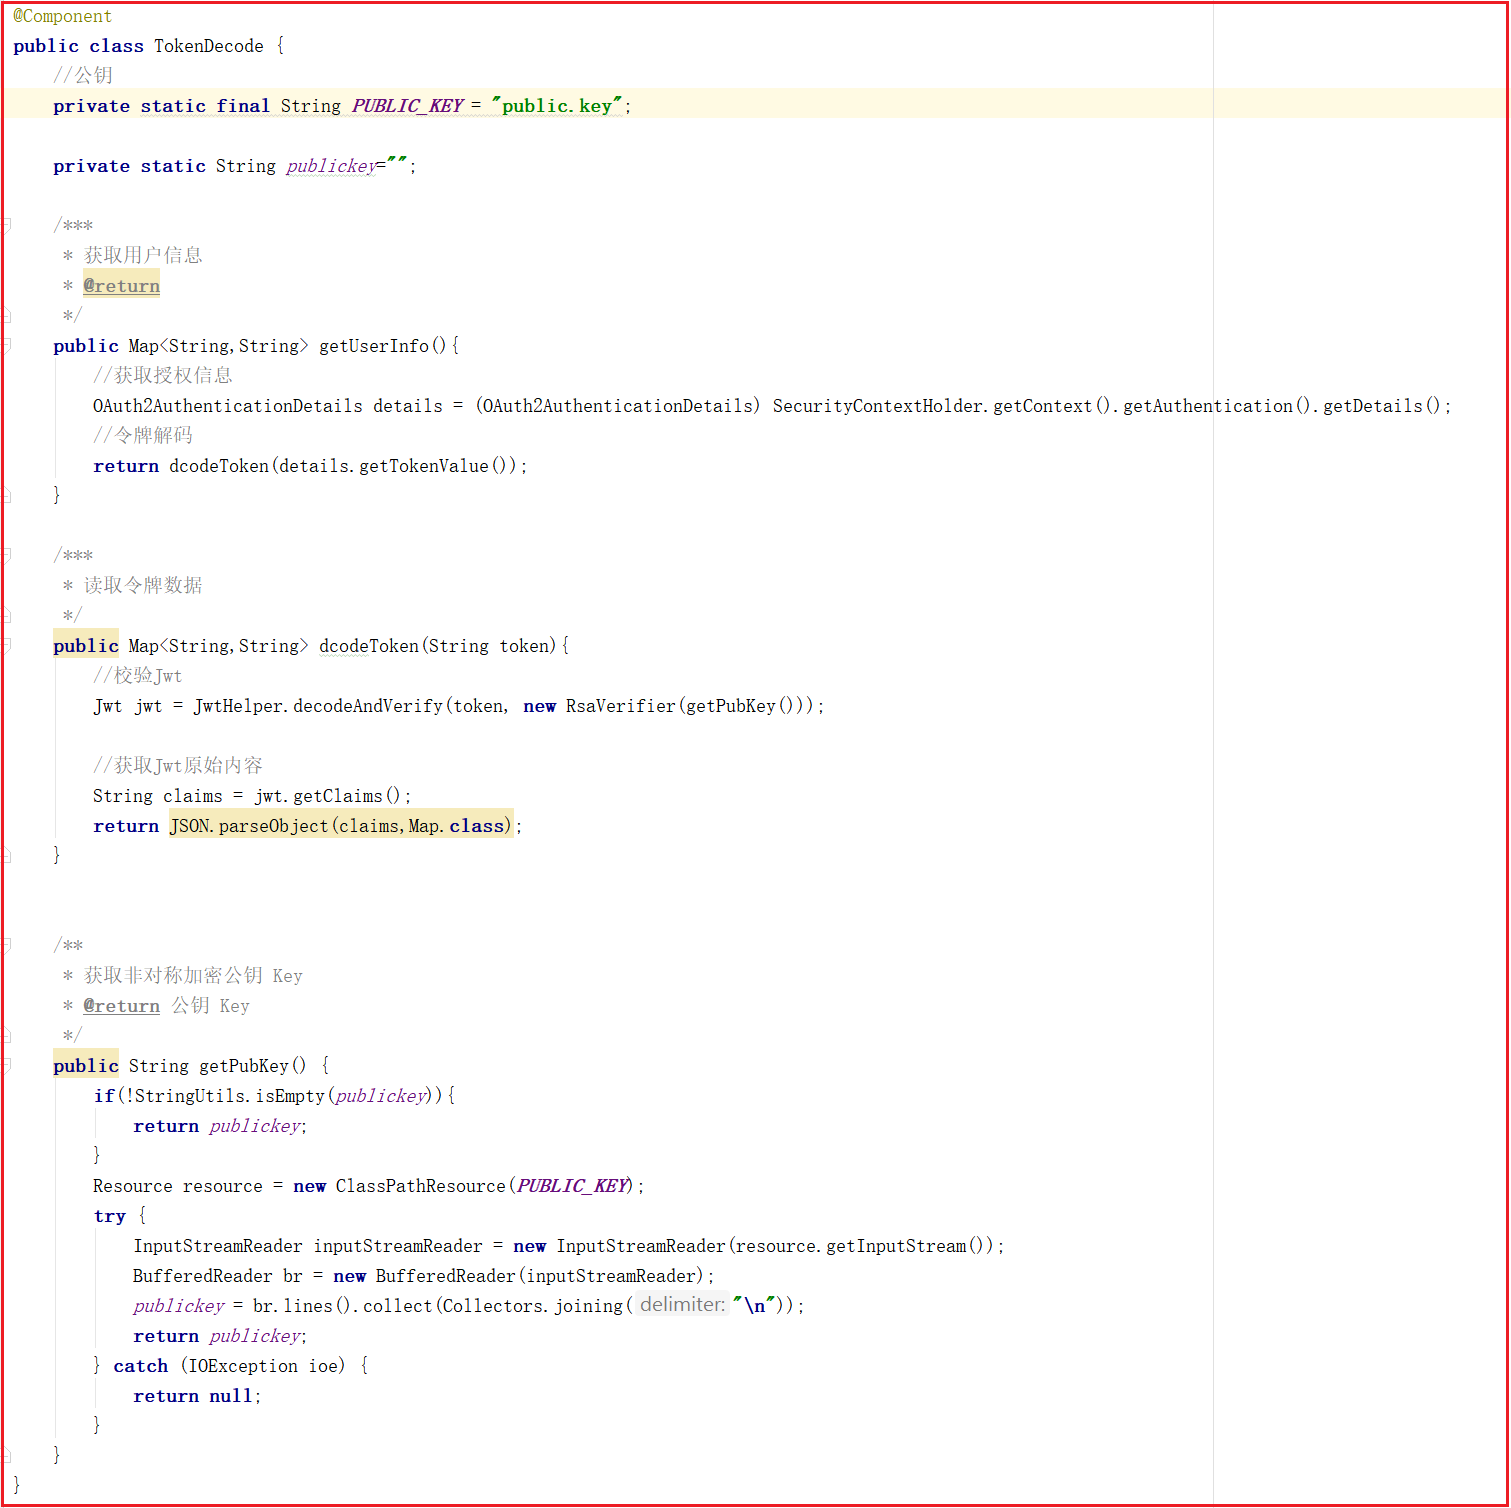 @Component
public class TokenDecode {
//公钥
private static final String PUBLIC_KEY = "public.key";
private static String publickey="";
/***
* 获取用户信息
* @return
*/
public Map<String,String> getUserInfo(){
//获取授权信息
OAuth2AuthenticationDetails details = (OAuth2AuthenticationDetails) SecurityContextHolder.getContext().getAuthentication().getDetails();
//令牌解码
return dcodeToken(details.getTokenValue());
}
/***
* 读取令牌数据
*/
public Map<String,String> dcodeToken(String token){
//校验Jwt
Jwt jwt = JwtHelper.decodeAndVerify(token, new RsaVerifier(getPubKey()));
//获取Jwt原始内容
String claims = jwt.getClaims();
return JSON.parseObject(claims,Map.class);
}
/**
* 获取非对称加密公钥 Key
* @return 公钥 Key
*/
public String getPubKey() {
if(!StringUtils.isEmpty(publickey)){
return publickey;
}
Resource resource = new ClassPathResource(PUBLIC_KEY);
try {
InputStreamReader inputStreamReader = new InputStreamReader(resource.getInputStream());
BufferedReader br = new BufferedReader(inputStreamReader);
publickey = br.lines().collect(Collectors.joining( delimiter: "\n"));
return publickey;
} catch (IOException ioe) {
return null;
}
}
}